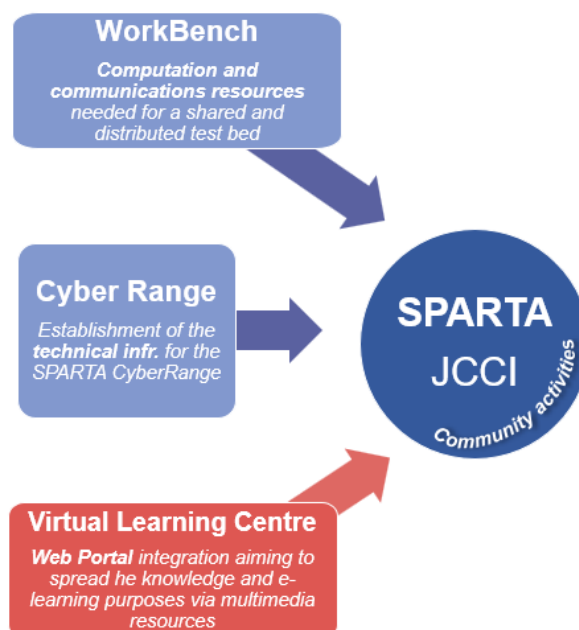 WorkBench
Computation and
communications resources
needed for a shared and
distributed test bed
Cyber Range
Establishment of the
technical infr. for the
SPARTA CyberRange
SPARTA
JCCI
Community activities
Virtual Learning Centre
Web Portal integration aiming to
spread he knowledge and e-
learning purposes via multimedia
resources